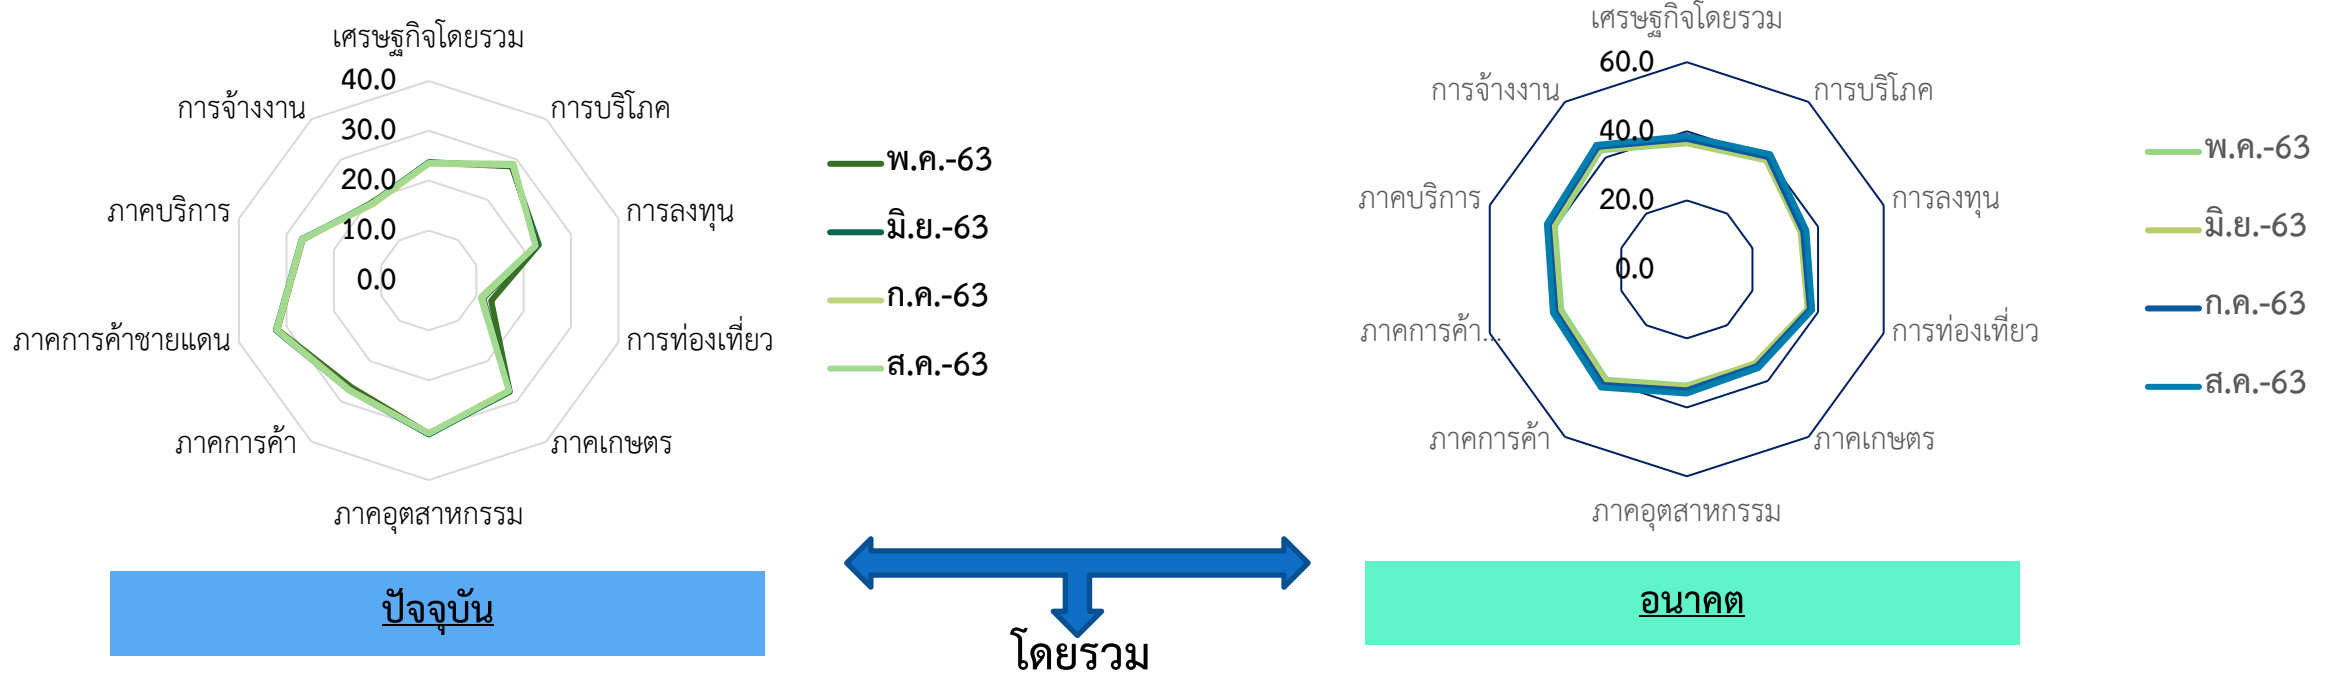 เศรษฐกิจโดยรวม
การบริโภค
การลงทุน
การท่องเที่ยว
ภาคเกษตร
ภาคอุตสาหกรรม
ภาคการค้า
ภาคการค้าชายแดน
ภาคบริการ
การจ้างงาน
40.0
30.0
20.0
10.0
0.0
พ.ค.-63
มิ.ย.-63
ก.ค.-63
ส.ค.-63
ปัจจุบัน
โดยรวม
เศรษฐกิจโดยรวม
การบริโภค
การลงทุน
การท่องเที่ยว
ภาคเกษตร
ภาคอุตสาหกรรม
ภาคการค้า
ภาคการค้า...
ภาคบริการ
การจ้างงาน
60.0
40.0
20.0
0.0
พ.ค.-63
มิ.ย.-63
ก.ค.-63
ส.ค.-63
อนาคต